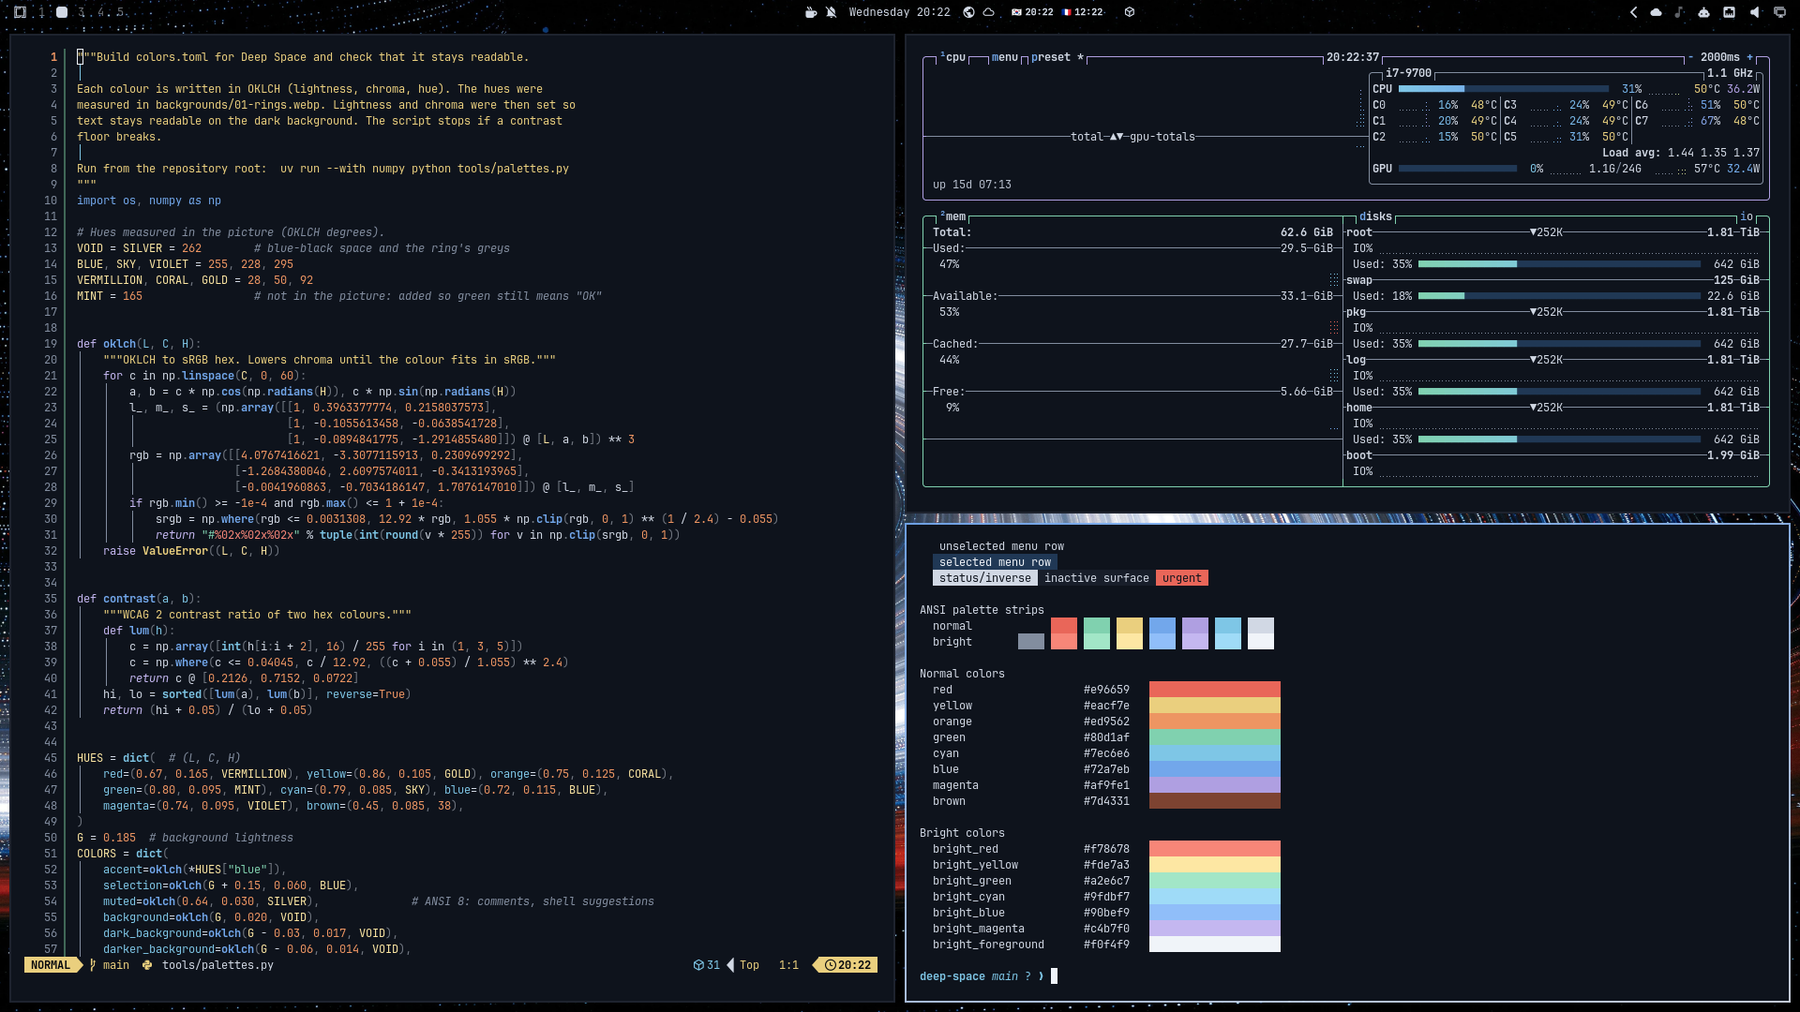 1 3 4 5
Wednesday 20:22
20:22 12:22
1 """Build colors.toml for Deep Space and check that it stays readable.
2
3 Each colour is written in OKLCH (lightness, chroma, hue). The hues were
4 measured in backgrounds/01-rings.webp. Lightness and chroma were then set so
5 text stays readable on the dark background. The script stops if a contrast
6 floor breaks.
7
8 Run from the repository root:  uv run --with numpy python tools/palettes.py
9 """
10 import os, numpy as np
11
12 # Hues measured in the picture (OKLCH degrees).
13 VOID = SILVER = 262        # blue-black space and the ring's greys
14 BLUE, SKY, VIOLET = 255, 228, 295
15 VERMILLION, CORAL, GOLD = 28, 50, 92
16 MINT = 165                 # not in the picture: added so green still means "OK"
17
18
19 def oklch(L, C, H):
20     """OKLCH to sRGB hex. Lowers chroma until the colour fits in sRGB."""
21     for c in np.linspace(C, 0, 60):
22         a, b = c * np.cos(np.radians(H)), c * np.sin(np.radians(H))
23         l_, m_, s_ = (np.array([[1, 0.3963377774, 0.2158037573],
24                                 [1, -0.1055613458, -0.0638541728],
25                                 [1, -0.0894841775, -1.2914855480]]) @ [L, a, b]) ** 3
26         rgb = np.array([[4.0767416621, -3.3077115913, 0.2309699292],
27                         [-1.2684380046, 2.6097574011, -0.3413193965],
28                         [-0.0041960863, -0.7034186147, 1.7076147010]]) @ [l_, m_, s_]
29         if rgb.min() >= -1e-4 and rgb.max() <= 1 + 1e-4:
30             srgb = np.where(rgb <= 0.0031308, 12.92 * rgb, 1.055 * np.clip(rgb, 0, 1) ** (1 / 2.4) - 0.055)
31             return "#%02x%02x%02x" % tuple(int(round(v * 255)) for v in np.clip(srgb, 0, 1))
32     raise ValueError((L, C, H))
33
34
35 def contrast(a, b):
36     """WCAG 2 contrast ratio of two hex colours."""
37     def lum(h):
38         c = np.array([int(h[i:i + 2], 16) / 255 for i in (1, 3, 5)])
39         c = np.where(c <= 0.04045, c / 12.92, ((c + 0.055) / 1.055) ** 2.4)
40         return c @ [0.2126, 0.7152, 0.0722]
41     hi, lo = sorted([lum(a), lum(b)], reverse=True)
42     return (hi + 0.05) / (lo + 0.05)
43
44
45 HUES = dict(  # (L, C, H)
46     red=(0.67, 0.165, VERMILLION), yellow=(0.86, 0.105, GOLD), orange=(0.75, 0.125, CORAL),
47     green=(0.80, 0.095, MINT), cyan=(0.79, 0.085, SKY), blue=(0.72, 0.115, BLUE),
48     magenta=(0.74, 0.095, VIOLET), brown=(0.45, 0.085, 38),
49 )
50 G = 0.185  # background lightness
51 COLORS = dict(
52     accent=oklch(*HUES["blue"]),
53     selection=oklch(G + 0.15, 0.060, BLUE),
54     muted=oklch(0.64, 0.030, SILVER),        # ANSI 8: comments, shell suggestions
55     background=oklch(G, 0.020, VOID),
56     dark_background=oklch(G - 0.03, 0.017, VOID),
57     darker_background=oklch(G - 0.06, 0.014, VOID),
NORMAL main tools/palettes.py 31 Top 1:1 20:22
¹cpu menu preset * 20:22:37 - 2000ms +
i7-9700 1.1 GHz
CPU 31% 50°C 36.2W
C0 16% 48°C C3 24% 49°C C6 51% 50°C
C1 20% 49°C C4 24% 49°C C7 67% 48°C
C2 15% 50°C C5 31% 50°C
total ▲▼ gpu-totals
Load avg: 1.44 1.35 1.37
GPU 0% 1.1G/24G 57°C 32.4W
up 15d 07:13
²mem
Total: 62.6 GiB
Used: 29.5 GiB
47%
Available: 33.1 GiB
53%
Cached: 27.7 GiB
44%
Free: 5.66 GiB
9%
disks io
root ▼252K 1.81 TiB
IO%
Used: 35% 642 GiB
swap 125 GiB
Used: 18% 22.6 GiB
pkg ▼252K 1.81 TiB
IO%
Used: 35% 642 GiB
log ▼252K 1.81 TiB
IO%
Used: 35% 642 GiB
home ▼252K 1.81 TiB
IO%
Used: 35% 642 GiB
boot 1.99 GiB
IO%
unselected menu row
selected menu row
status/inverse inactive surface urgent
ANSI palette strips
normal
bright
Normal colors
red #e96659
yellow #eacf7e
orange #ed9562
green #80d1af
cyan #7ec6e6
blue #72a7eb
magenta #af9fe1
brown #7d4331
Bright colors
bright_red #f78678
bright_yellow #fde7a3
bright_green #a2e6c7
bright_cyan #9fdbf7
bright_blue #90bef9
bright_magenta #c4b7f0
bright_foreground #f0f4f9
deep-space main ? ❯